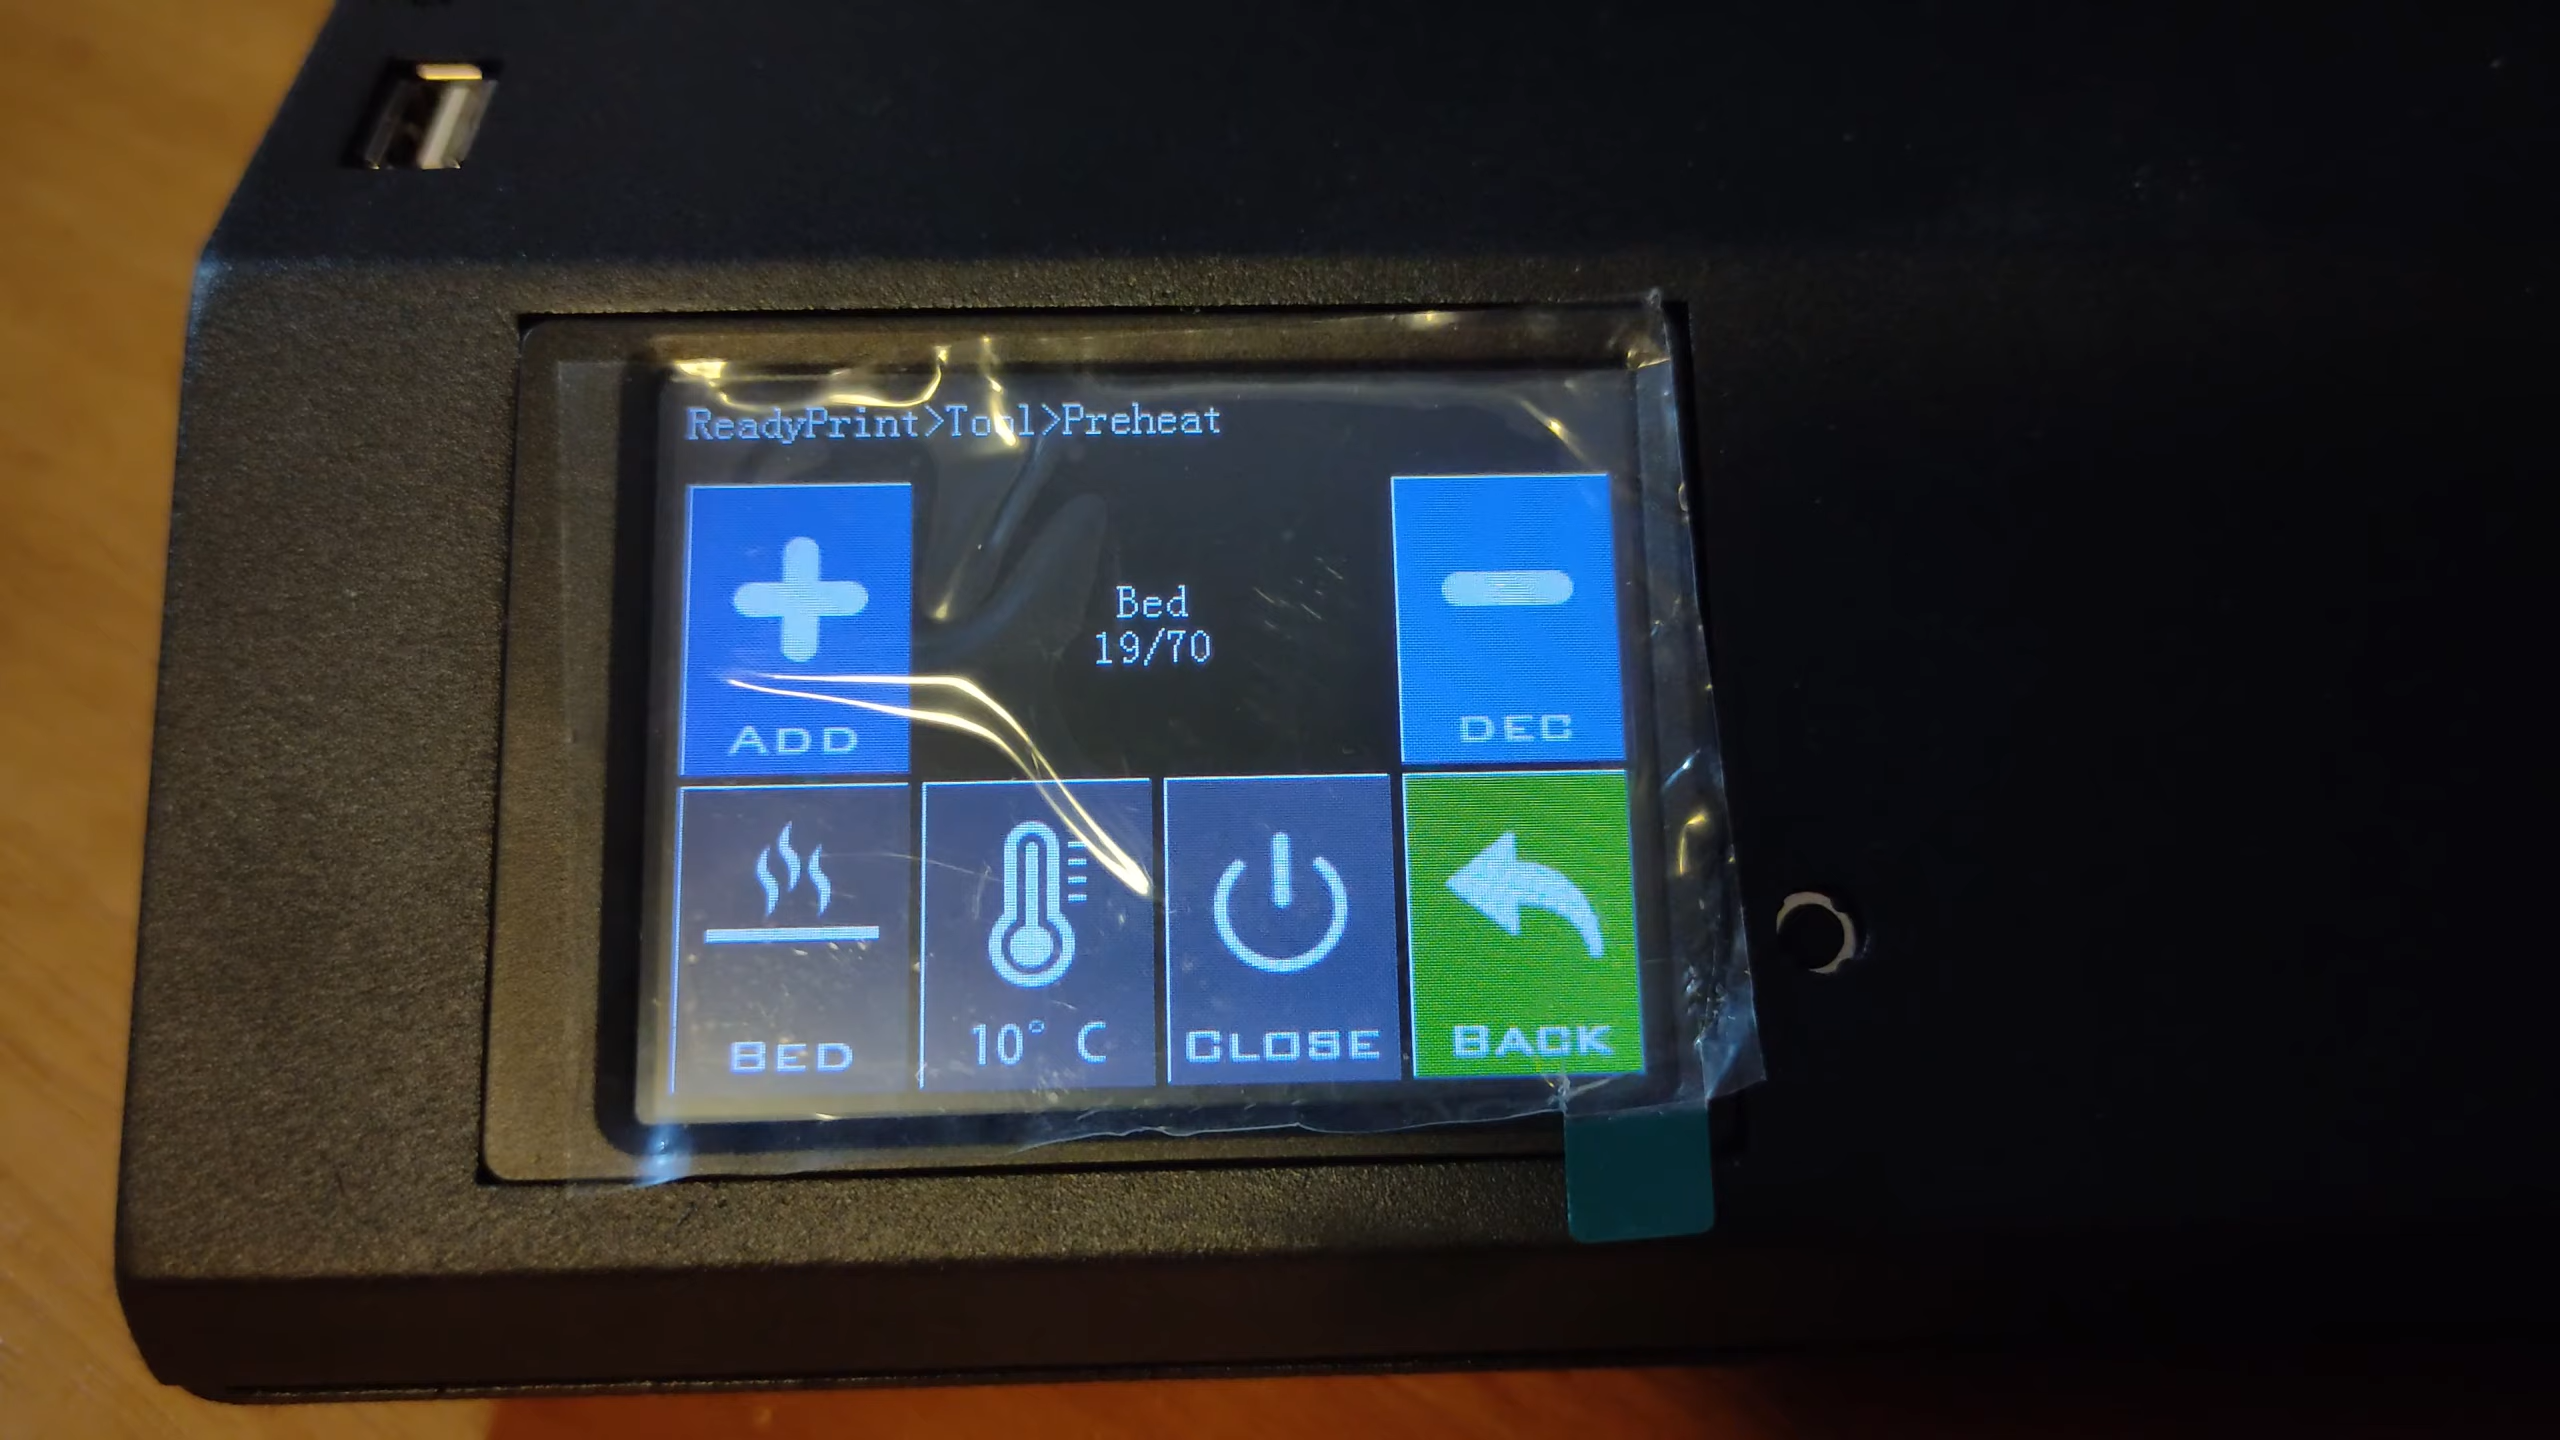 ReadyPrint>Tool>Preheat
ADD
Bed
19/70
DEC
BED
10° C
CLOSE
BACK